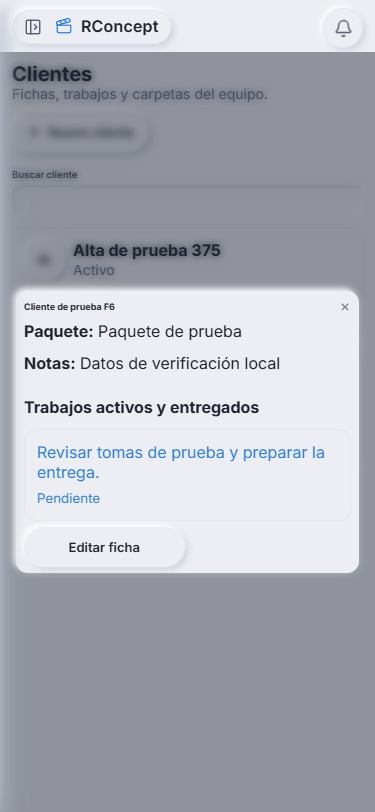 RConcept
Clientes
Fichas, trabajos y carpetas del equipo.
Nuevo cliente
Buscar cliente
Alta de prueba 375
Activo
Cliente de prueba F6
Paquete: Paquete de prueba
Notas: Datos de verificación local
Trabajos activos y entregados
Revisar tomas de prueba y preparar la
entrega.
Pendiente
Editar ficha